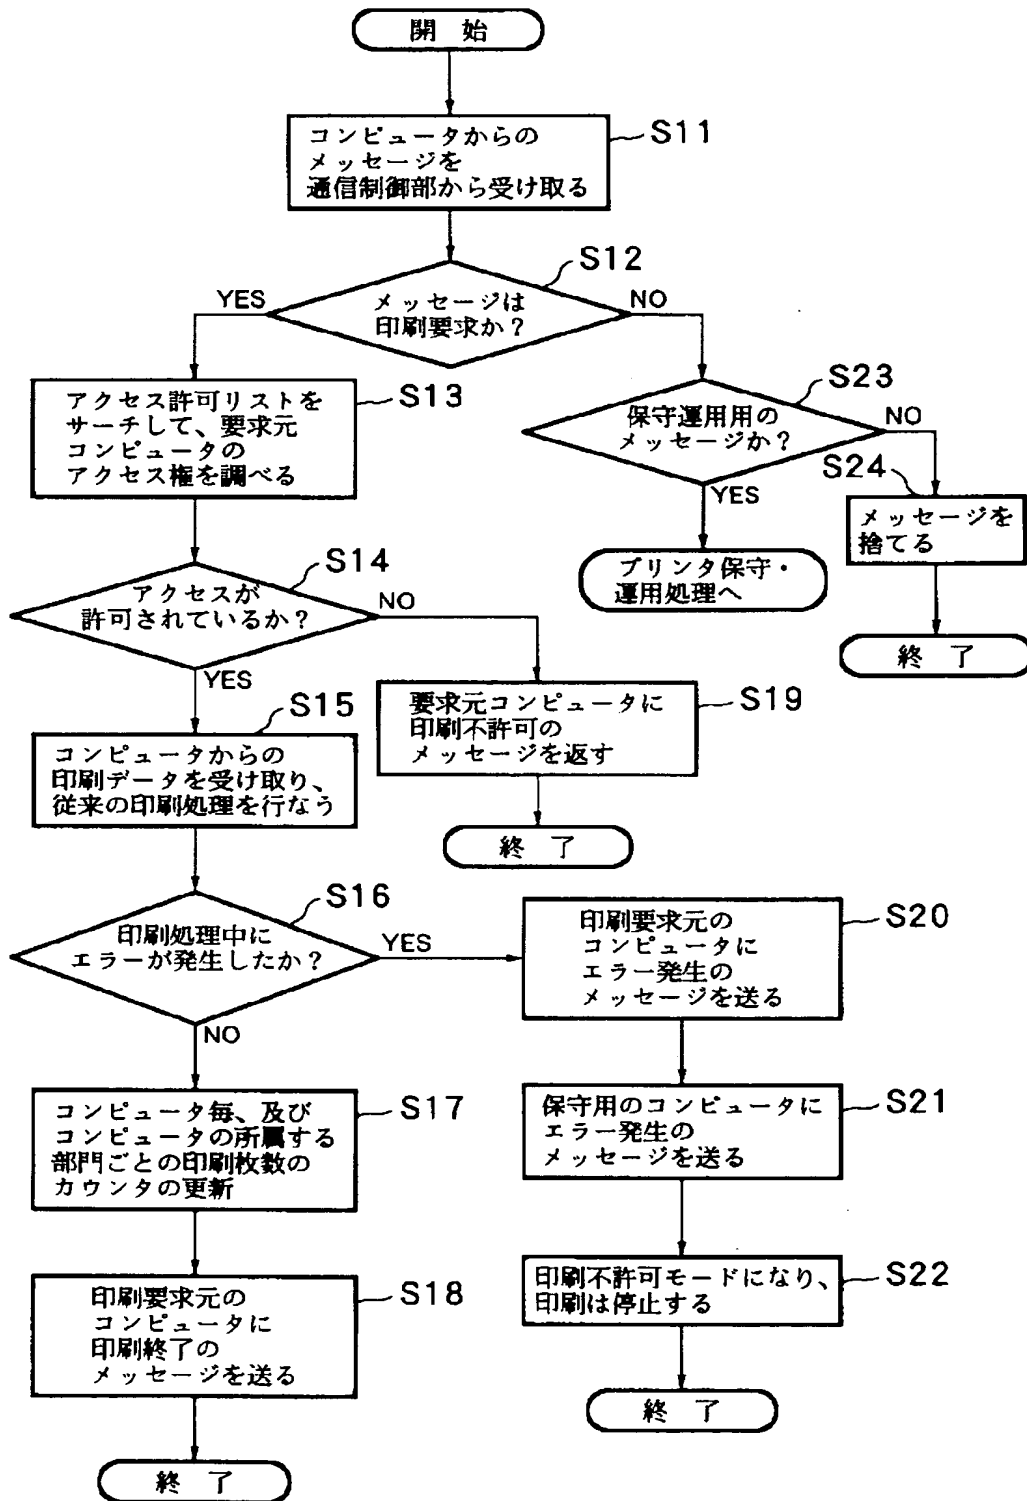 開始
コンピュータからの
メッセージを
通信制御部から受け取る
S11
S12
メッセージは
印刷要求か？
YES
NO
アクセス許可リストを
サーチして、要求元
コンピュータの
アクセス権を調べる
S13
S23
保守運用用の
メッセージか？
NO
YES
S24
メッセージを
捨てる
プリンタ保守・
運用処理へ
終了
S14
アクセスが
許可されているか？
NO
YES
S15
コンピュータからの
印刷データを受け取り、
従来の印刷処理を行なう
要求元コンピュータに
印刷不許可の
メッセージを返す
S19
終了
S16
印刷処理中に
エラーが発生したか？
YES
NO
印刷要求元の
コンピュータに
エラー発生の
メッセージを送る
S20
コンピュータ毎、及び
コンピュータの所属する
部門ごとの印刷枚数の
カウンタの更新
S17
保守用のコンピュータに
エラー発生の
メッセージを送る
S21
印刷要求元の
コンピュータに
印刷終了の
メッセージを送る
S18
印刷不許可モードになり、
印刷は停止する
S22
終了
終了